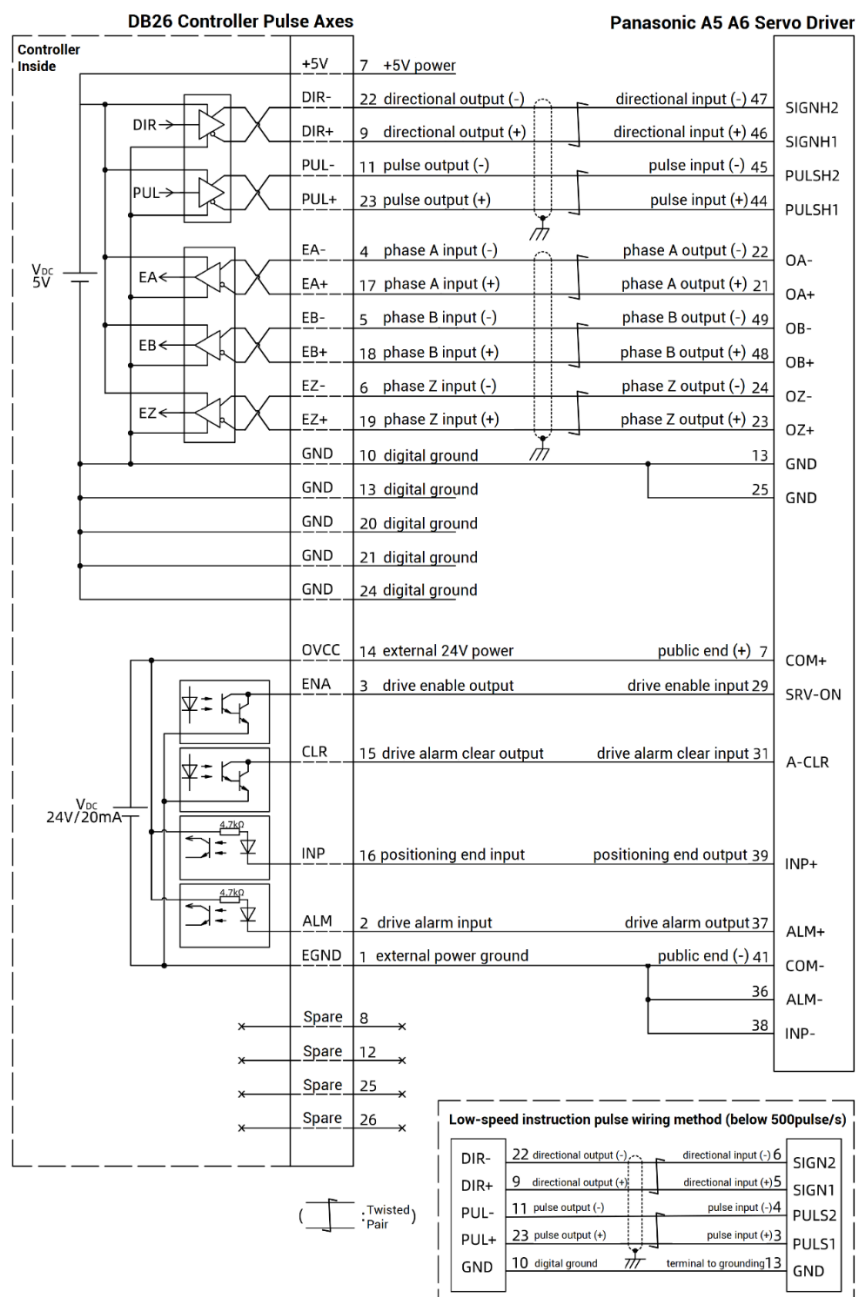 DB26 Controller Pulse Axes
Panasonic A5 A6 Servo Driver
Controller
Inside
+5V 7 +5V power
DIR- 22 directional output (-) directional input (-) 47 SIGNH2
DIR→
DIR+ 9 directional output (+) directional input (+) 46 SIGNH1
PUL- 11 pulse output (-) pulse input (-) 45 PULSH2
PUL→
PUL+ 23 pulse output (+) pulse input (+) 44 PULSH1
EA- 4 phase A input (-) phase A output (-) 22 OA-
VDC
5V
EA←
EA+ 17 phase A input (+) phase A output (+) 21 OA+
EB- 5 phase B input (-) phase B output (-) 49 OB-
EB←
EB+ 18 phase B input (+) phase B output (+) 48 OB+
EZ- 6 phase Z input (-) phase Z output (-) 24 OZ-
EZ←
EZ+ 19 phase Z input (+) phase Z output (+) 23 OZ+
GND 10 digital ground 13 GND
GND 13 digital ground 25 GND
GND 20 digital ground
GND 21 digital ground
GND 24 digital ground
OVCC 14 external 24V power public end (+) 7 COM+
ENA 3 drive enable output drive enable input 29 SRV-ON
CLR 15 drive alarm clear output drive alarm clear input 31 A-CLR
VDC
24V/20mA
4.7kΩ
INP 16 positioning end input positioning end output 39 INP+
4.7kΩ
ALM 2 drive alarm input drive alarm output 37 ALM+
EGND 1 external power ground public end (-) 41 COM-
36 ALM-
38 INP-
Spare 8
Spare 12
Spare 25
Spare 26
( : Twisted Pair )
Low-speed instruction pulse wiring method (below 500pulse/s)
DIR- 22 directional output (-) directional input (-) 6 SIGN2
DIR+ 9 directional output (+) directional input (+) 5 SIGN1
PUL- 11 pulse output (-) pulse input (-) 4 PULS2
PUL+ 23 pulse output (+) pulse input (+) 3 PULS1
GND 10 digital ground terminal to grounding 13 GND